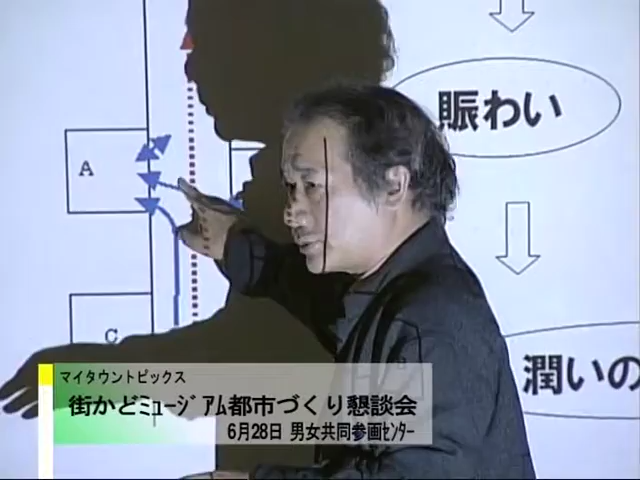 賑わい
A
C
潤いの
マイタウントピックス
街かどﾐｭｰｼﾞｱﾑ都市づくり懇談会
6月28日 男女共同参画ｾﾝﾀｰ